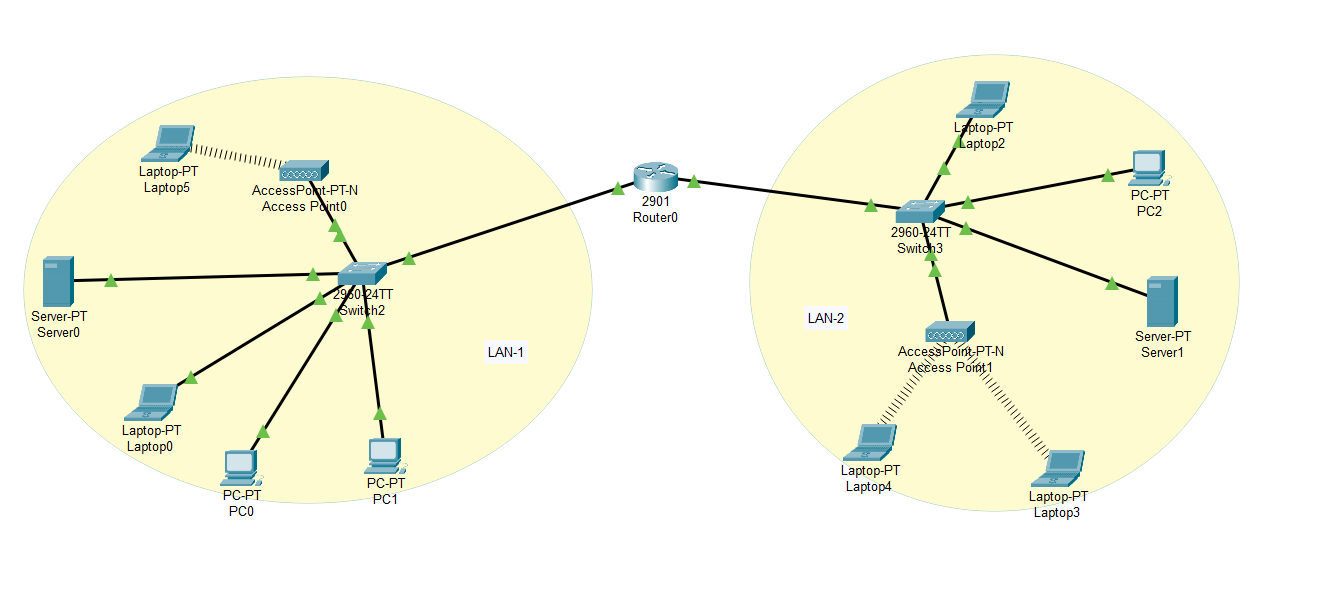 Laptop-PT
Laptop5
AccessPoint-PT-N
Access Point0
Server-PT
Server0
2960-24TT
Switch2
Laptop-PT
Laptop0
PC-PT
PC0
PC-PT
PC1
LAN-1
2901
Router0
Laptop-PT
Laptop2
PC-PT
PC2
2960-24TT
Switch3
LAN-2
Server-PT
Server1
AccessPoint-PT-N
Access Point1
Laptop-PT
Laptop4
Laptop-PT
Laptop3